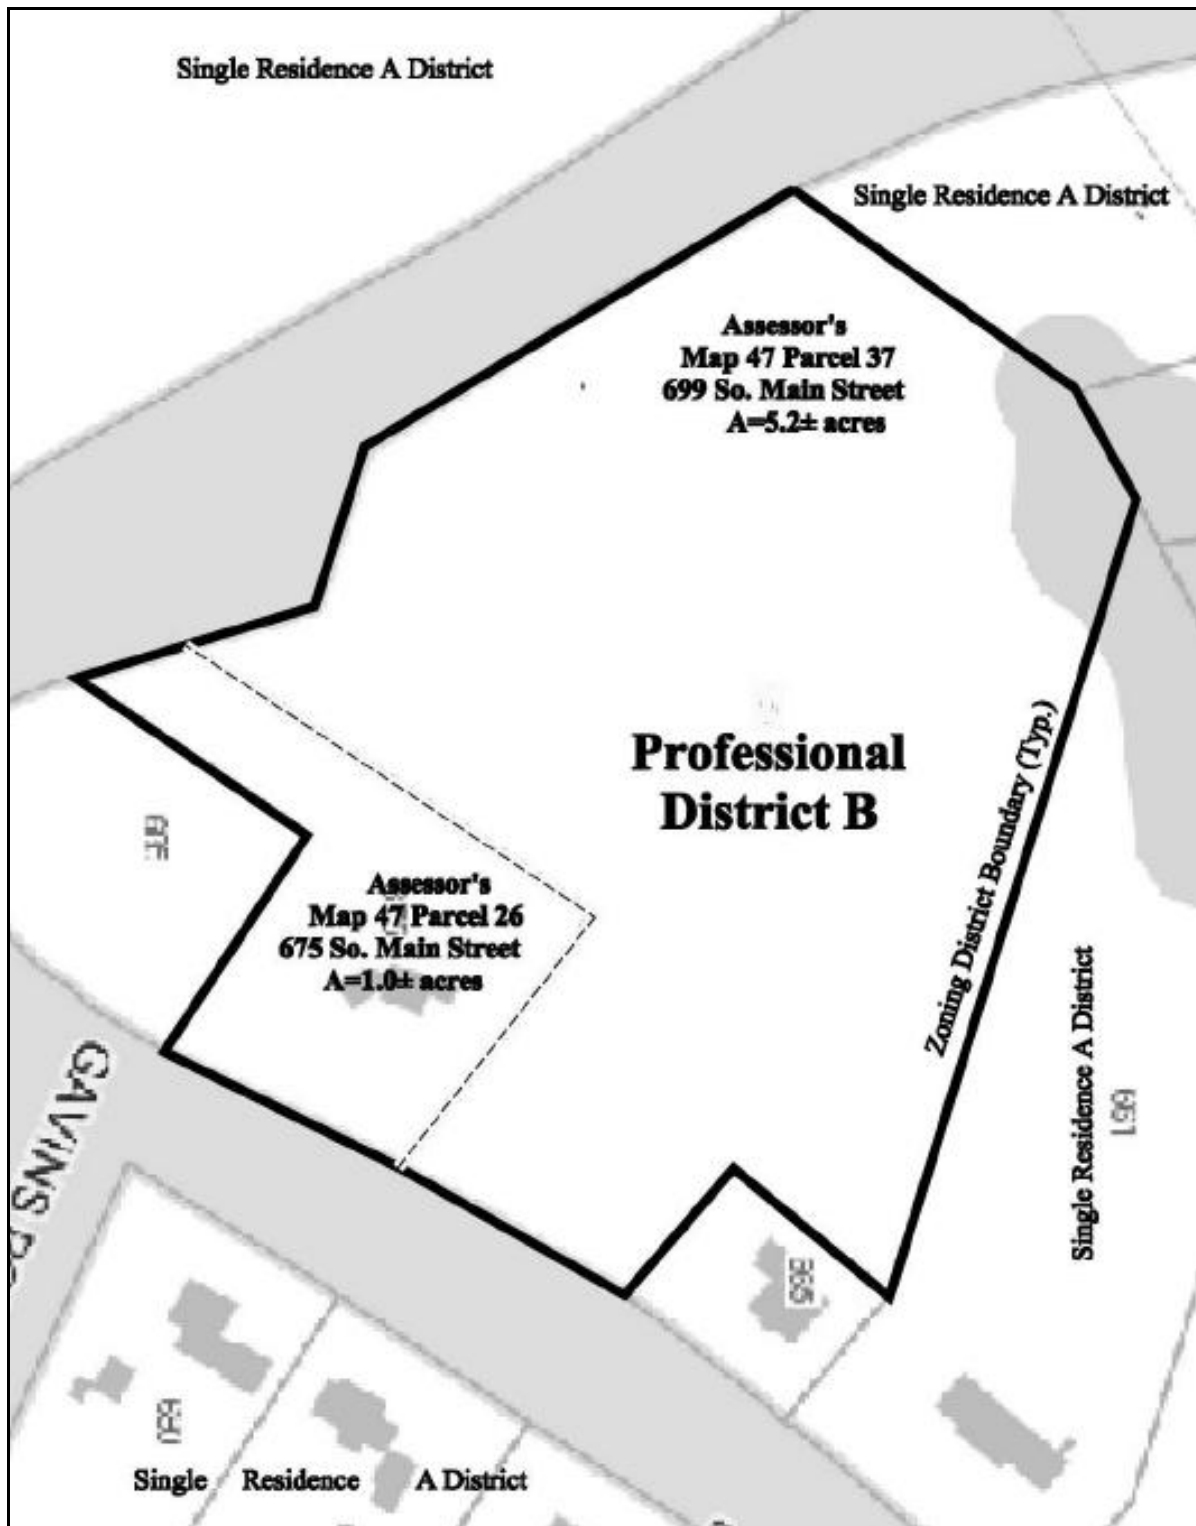 Single Residence A District
Single Residence A District
Assessor's
Map 47 Parcel 37
699 So. Main Street
A=5.2± acres
Professional
District B
Zoning District Boundary (Typ.)
Assessor's
Map 47 Parcel 26
675 So. Main Street
A=1.0± acres
Single Residence A District
661
GAVINS
Single Residence A District